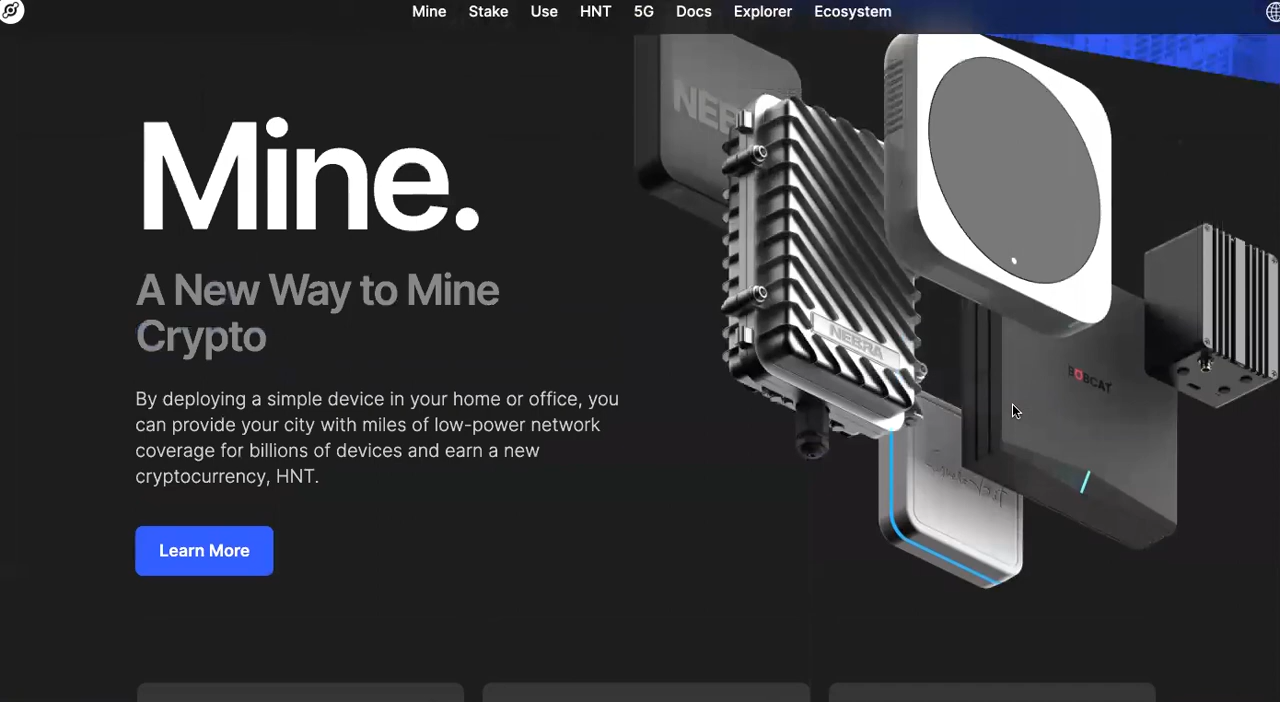 Mine Stake Use HNT 5G Docs Explorer Ecosystem
Mine.
A New Way to Mine
Crypto
By deploying a simple device in your home or office, you
can provide your city with miles of low-power network
coverage for billions of devices and earn a new
cryptocurrency, HNT.
Learn More
NEBRA
BOBCAT